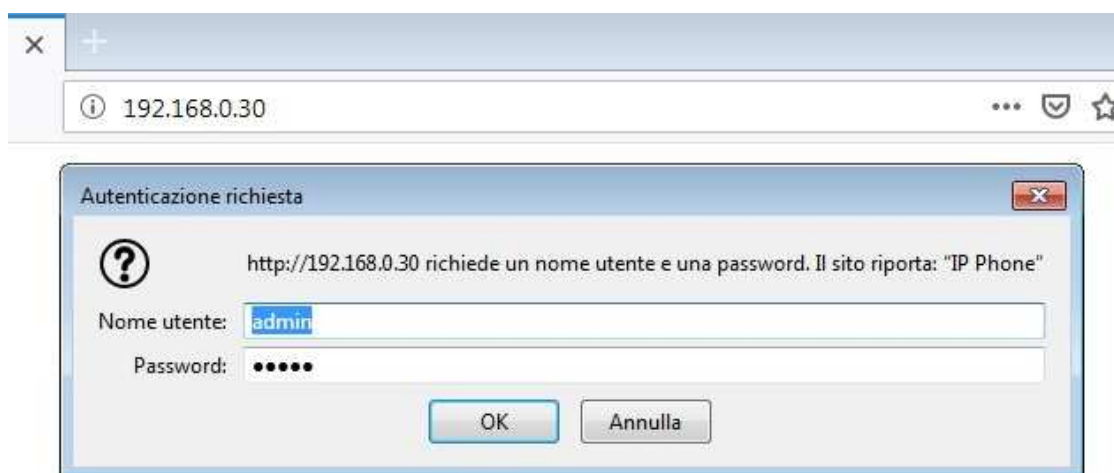 192.168.0.30
Autenticazione richiesta
http://192.168.0.30 richiede un nome utente e una password. Il sito riporta: "IP Phone"
Nome utente: admin
Password: •••••
OK Annulla